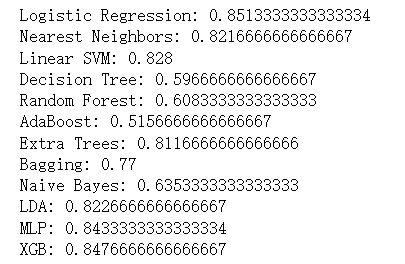 Logistic Regression: 0.8513333333333334
Nearest Neighbors: 0.8216666666666667
Linear SVM: 0.828
Decision Tree: 0.5966666666666667
Random Forest: 0.6083333333333333
AdaBoost: 0.5156666666666667
Extra Trees: 0.8116666666666666
Bagging: 0.77
Naive Bayes: 0.6353333333333333
LDA: 0.8226666666666667
MLP: 0.8433333333333334
XGB: 0.8476666666666667